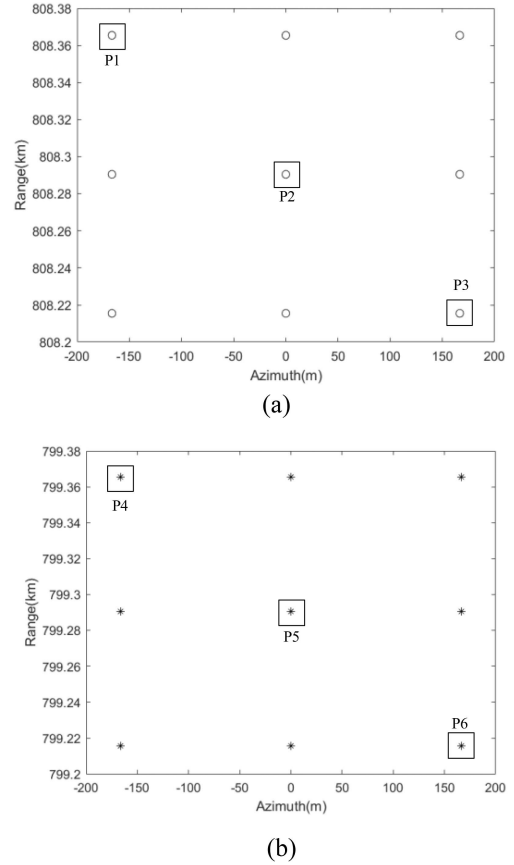 808.38
P1
808.36
808.34
808.32
808.3
P2
808.28
808.26
808.24
P3
808.22
808.2
Range(km)
-200 -150 -100 -50 0 50 100 150 200
Azimuth(m)
(a)
799.38
P4
799.36
799.34
799.32
799.3
P5
799.28
799.26
799.24
P6
799.22
799.2
Range(km)
-200 -150 -100 -50 0 50 100 150 200
Azimuth(m)
(b)